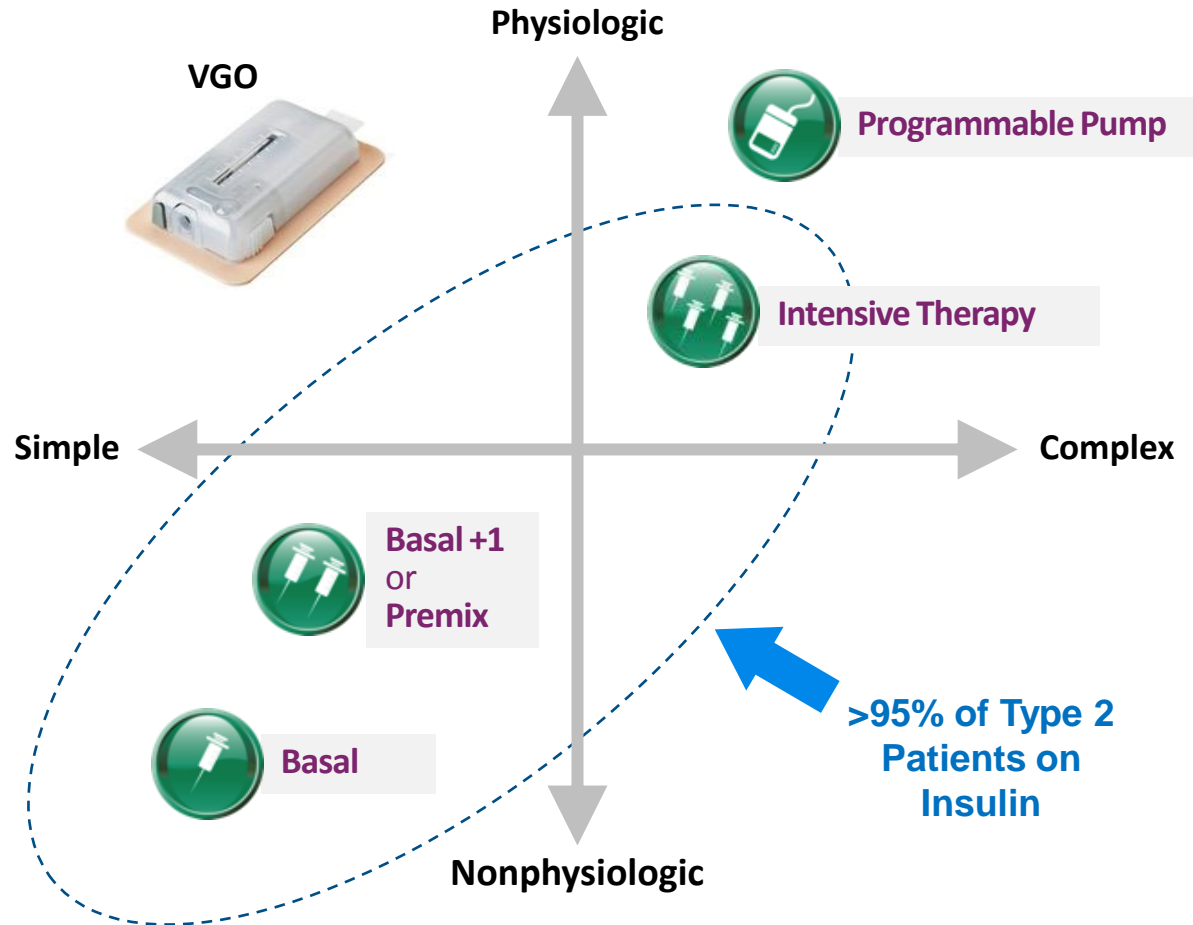 Physiologic
VGO
Programmable Pump
Intensive Therapy
Simple
Complex
Basal +1
or
Premix
>95% of Type 2
Patients on
Insulin
Basal
Nonphysiologic